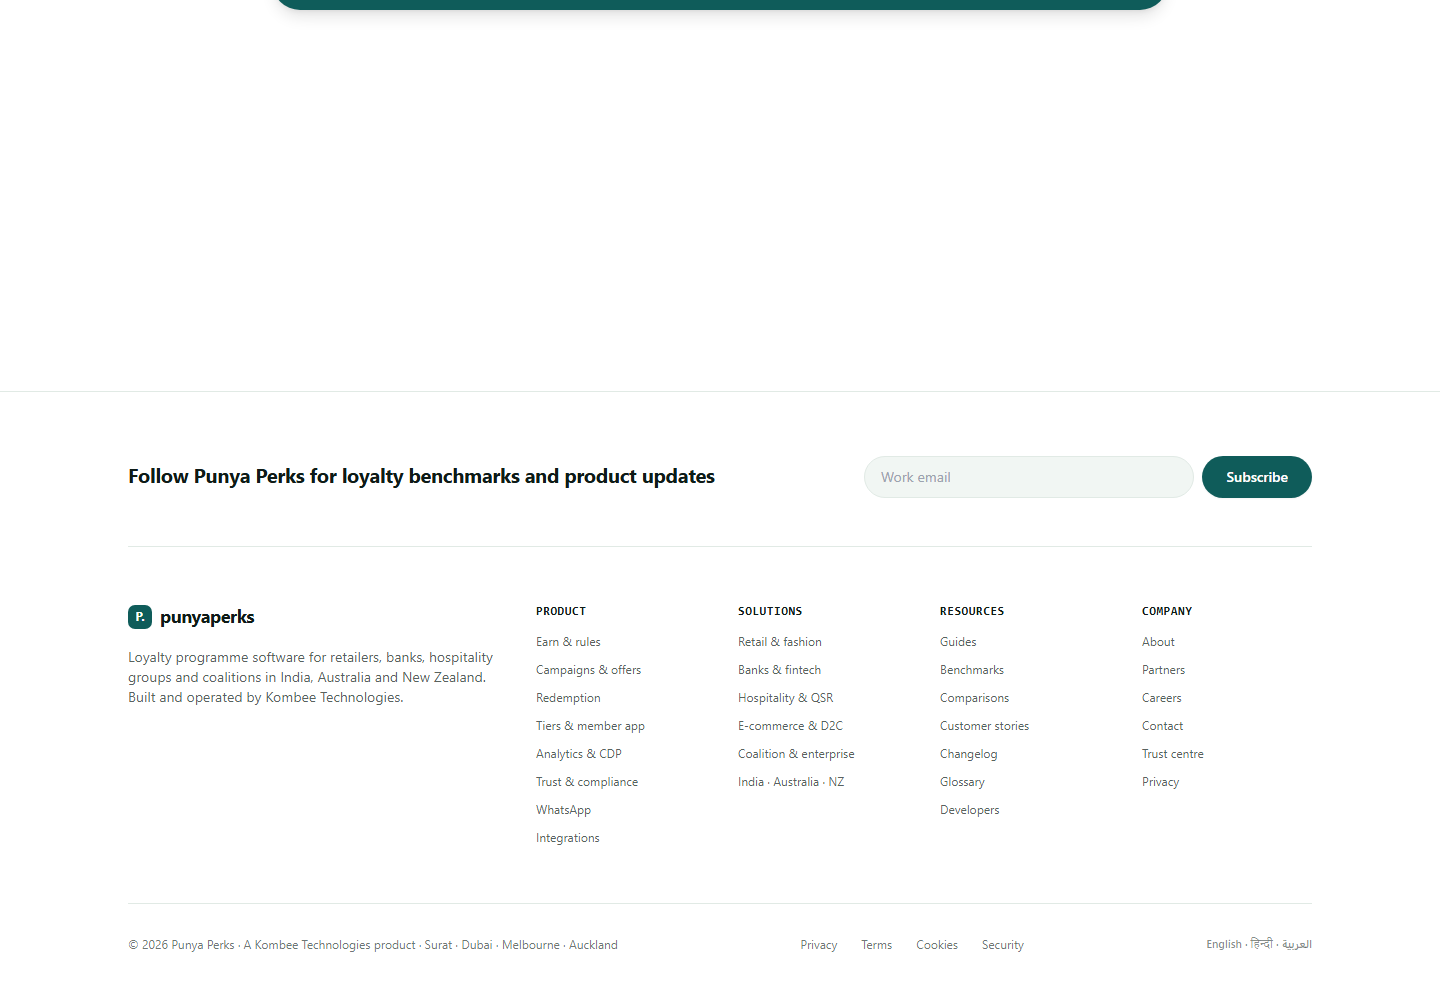 Follow Punya Perks for loyalty benchmarks and product updates
Work email
Subscribe
P. punyaperks
Loyalty programme software for retailers, banks, hospitality
groups and coalitions in India, Australia and New Zealand.
Built and operated by Kombee Technologies.
PRODUCT
Earn & rules
Campaigns & offers
Redemption
Tiers & member app
Analytics & CDP
Trust & compliance
WhatsApp
Integrations
SOLUTIONS
Retail & fashion
Banks & fintech
Hospitality & QSR
E-commerce & D2C
Coalition & enterprise
India · Australia · NZ
RESOURCES
Guides
Benchmarks
Comparisons
Customer stories
Changelog
Glossary
Developers
COMPANY
About
Partners
Careers
Contact
Trust centre
Privacy
© 2026 Punya Perks · A Kombee Technologies product · Surat · Dubai · Melbourne · Auckland
Privacy
Terms
Cookies
Security
English · हिन्दी · العربية